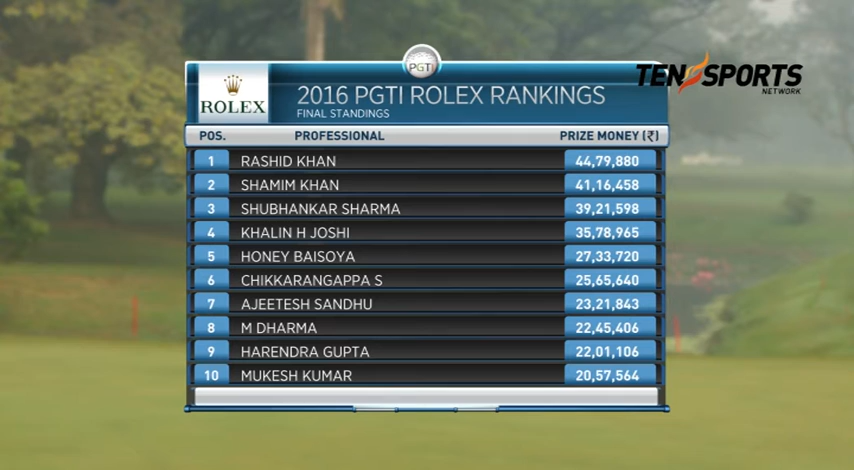 PGTI
TEN SPORTS
NETWORK
ROLEX
2016 PGTI ROLEX RANKINGS
FINAL STANDINGS
POS. PROFESSIONAL PRIZE MONEY (₹)
1 RASHID KHAN 44,79,880
2 SHAMIM KHAN 41,16,458
3 SHUBHANKAR SHARMA 39,21,598
4 KHALIN H JOSHI 35,78,965
5 HONEY BAISOYA 27,33,720
6 CHIKKARANGAPPA S 25,65,640
7 AJEETESH SANDHU 23,21,843
8 M DHARMA 22,45,406
9 HARENDRA GUPTA 22,01,106
10 MUKESH KUMAR 20,57,564